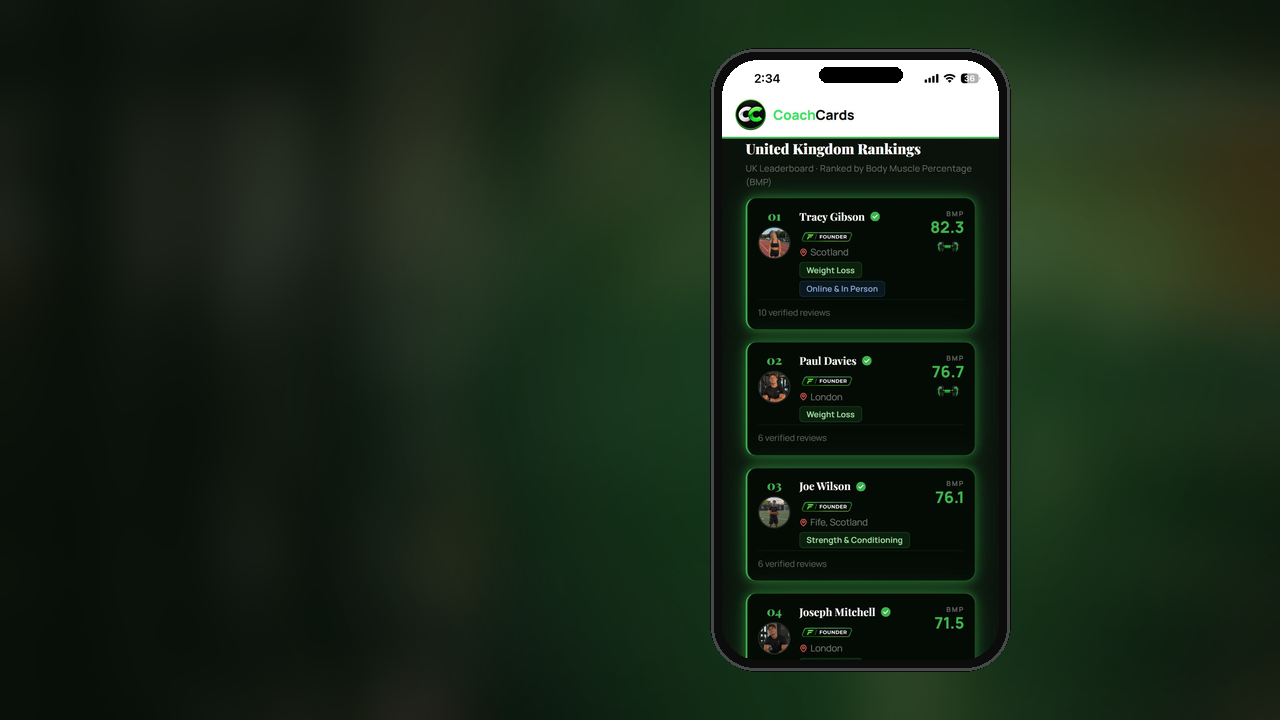 2:34
36
CC CoachCards
United Kingdom Rankings
UK Leaderboard · Ranked by Body Muscle Percentage
(BMP)
01 Tracy Gibson BMP
82.3
FOUNDER
Scotland
Weight Loss
Online & In Person
10 verified reviews
02 Paul Davies BMP
76.7
FOUNDER
London
Weight Loss
6 verified reviews
03 Joe Wilson BMP
76.1
FOUNDER
Fife, Scotland
Strength & Conditioning
6 verified reviews
04 Joseph Mitchell BMP
71.5
FOUNDER
London